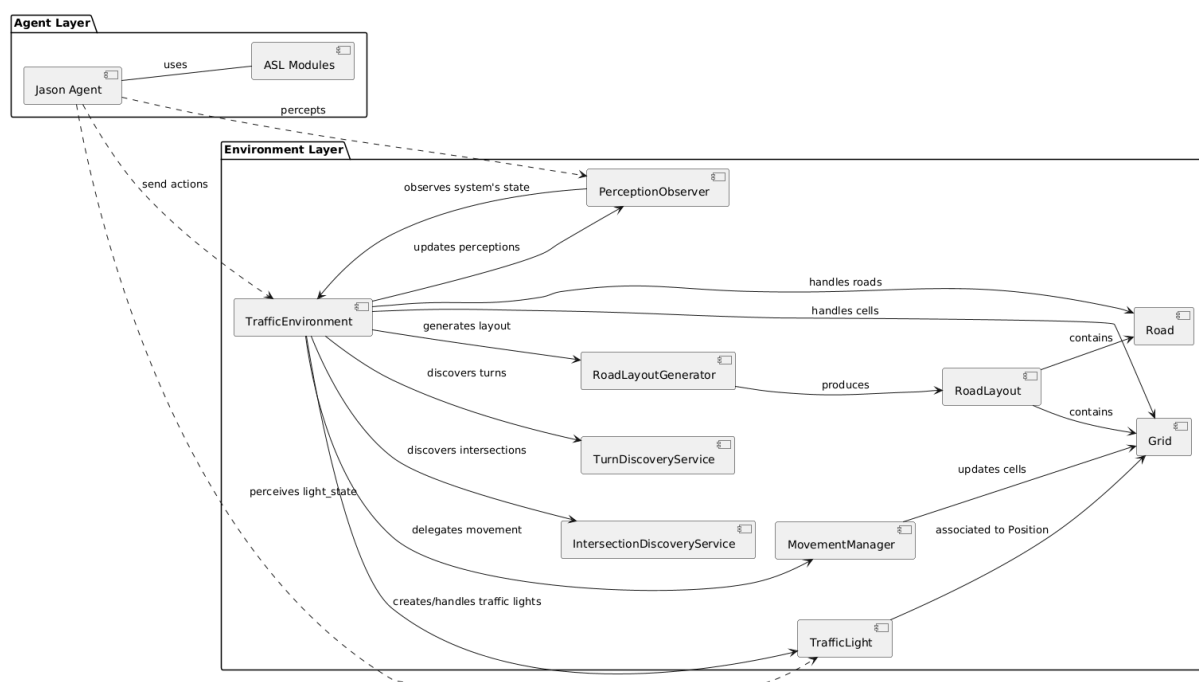 Agent Layer
ASL Modules
uses
Jason Agent
percepts
Environment Layer
send actions
observes system's state
PerceptionObserver
updates perceptions
handles roads
TrafficEnvironment
handles cells
Road
generates layout
contains
RoadLayoutGenerator
discovers turns
produces
RoadLayout
contains
Grid
discovers intersections
TurnDiscoveryService
updates cells
perceives light_state
delegates movement
associated to Position
IntersectionDiscoveryService
MovementManager
creates/handles traffic lights
TrafficLight